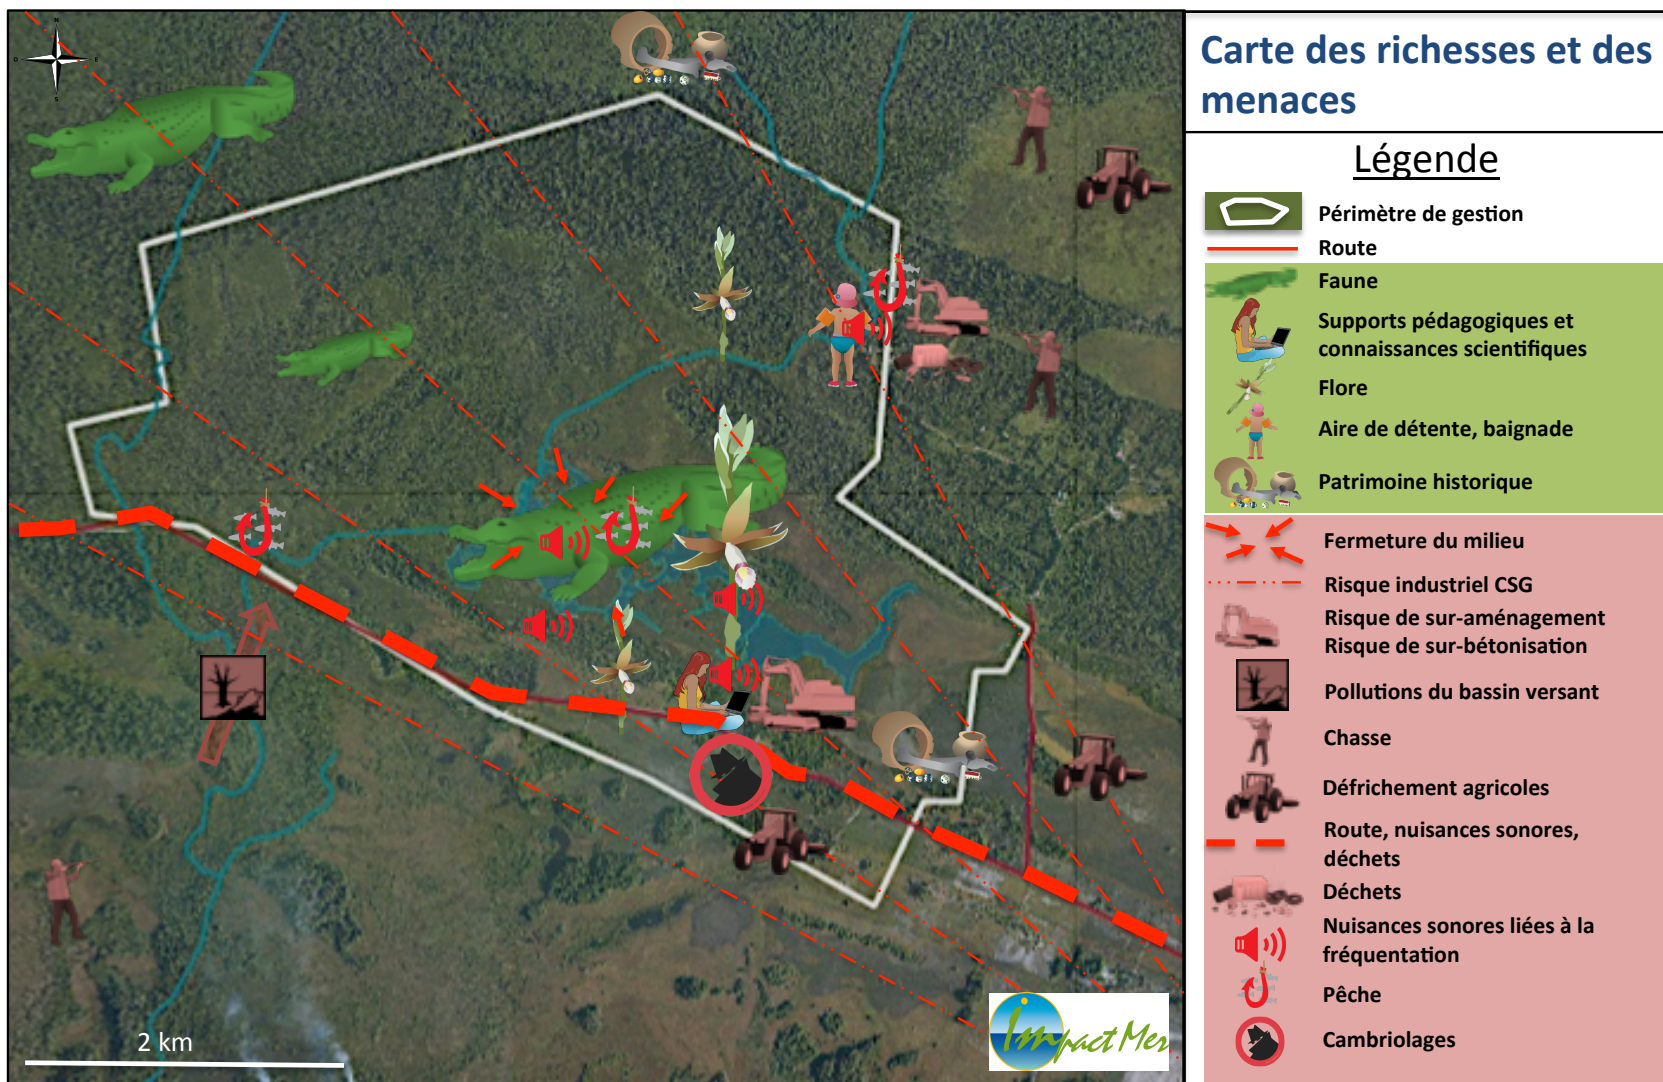 N
O
E
S
2 km
Impact Mer
Carte des richesses et des
menaces
Légende
Périmètre de gestion
Route
Faune
Supports pédagogiques et
connaissances scientifiques
Flore
Aire de détente, baignade
Patrimoine historique
Fermeture du milieu
Risque industriel CSG
Risque de sur-aménagement
Risque de sur-bétonisation
Pollutions du bassin versant
Chasse
Défrichement agricoles
Route, nuisances sonores,
déchets
Déchets
Nuisances sonores liées à la
fréquentation
Pêche
Cambriolages